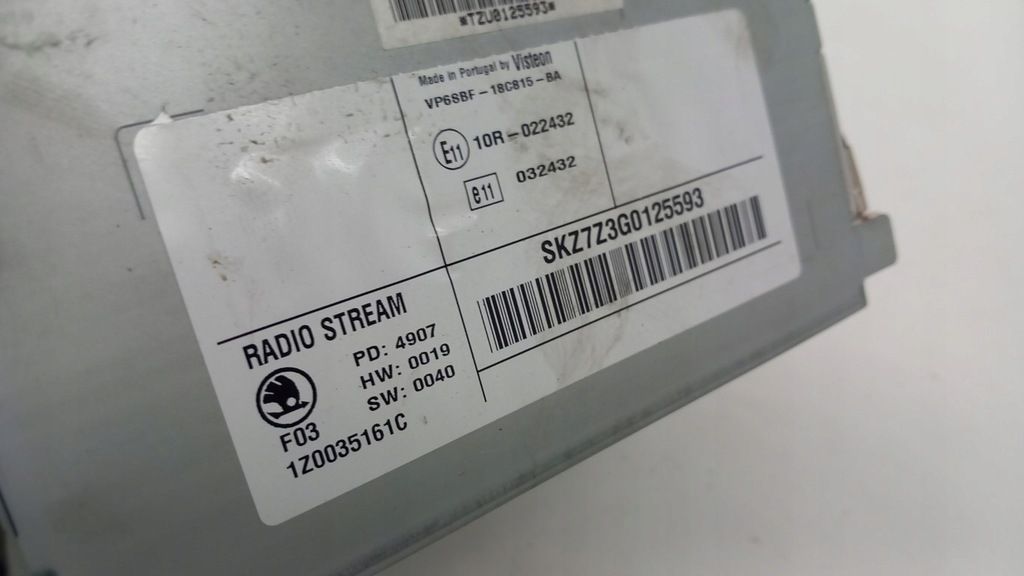 *TZU0125593*
Made in Portugal by Visteon
VP6SBF-18C815-BA
E11 10R-022432
e11 032432
SKZ7Z3G0125593
RADIO STREAM
PD: 4907
HW: 0019
SW: 0040
F03
1Z0035161C